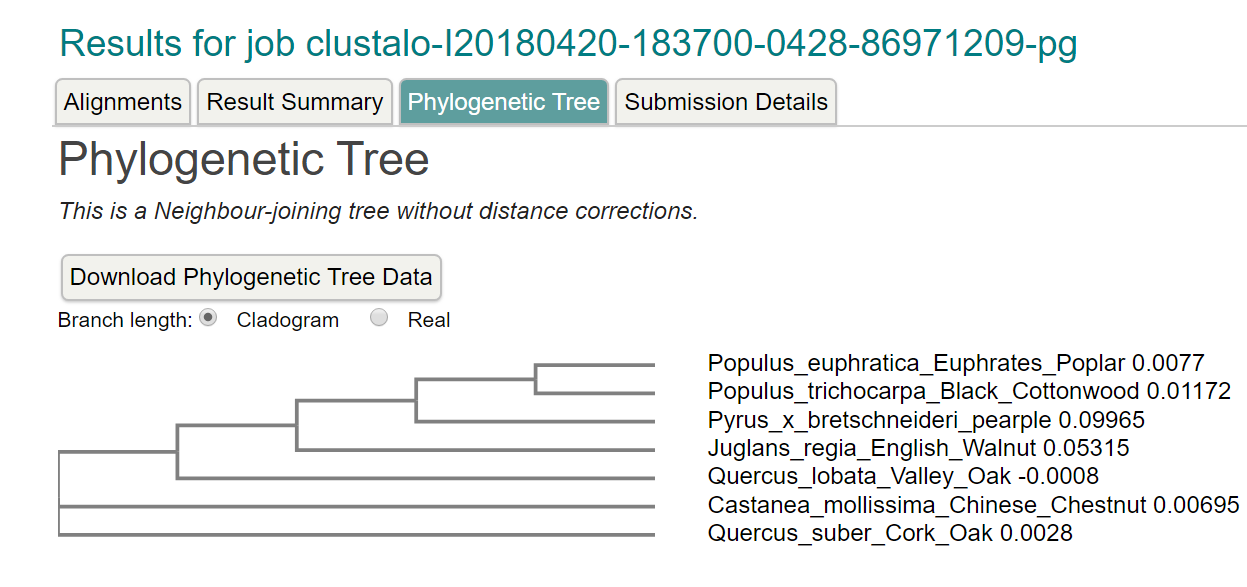 Results for job clustalo-I20180420-183700-0428-86971209-pg
Alignments Result Summary Phylogenetic Tree Submission Details
Phylogenetic Tree
This is a Neighbour-joining tree without distance corrections.
Download Phylogenetic Tree Data
Branch length: Cladogram Real
Populus_euphratica_Euphrates_Poplar 0.0077
Populus_trichocarpa_Black_Cottonwood 0.01172
Pyrus_x_bretschneideri_pearple 0.09965
Juglans_regia_English_Walnut 0.05315
Quercus_lobata_Valley_Oak -0.0008
Castanea_mollissima_Chinese_Chestnut 0.00695
Quercus_suber_Cork_Oak 0.0028